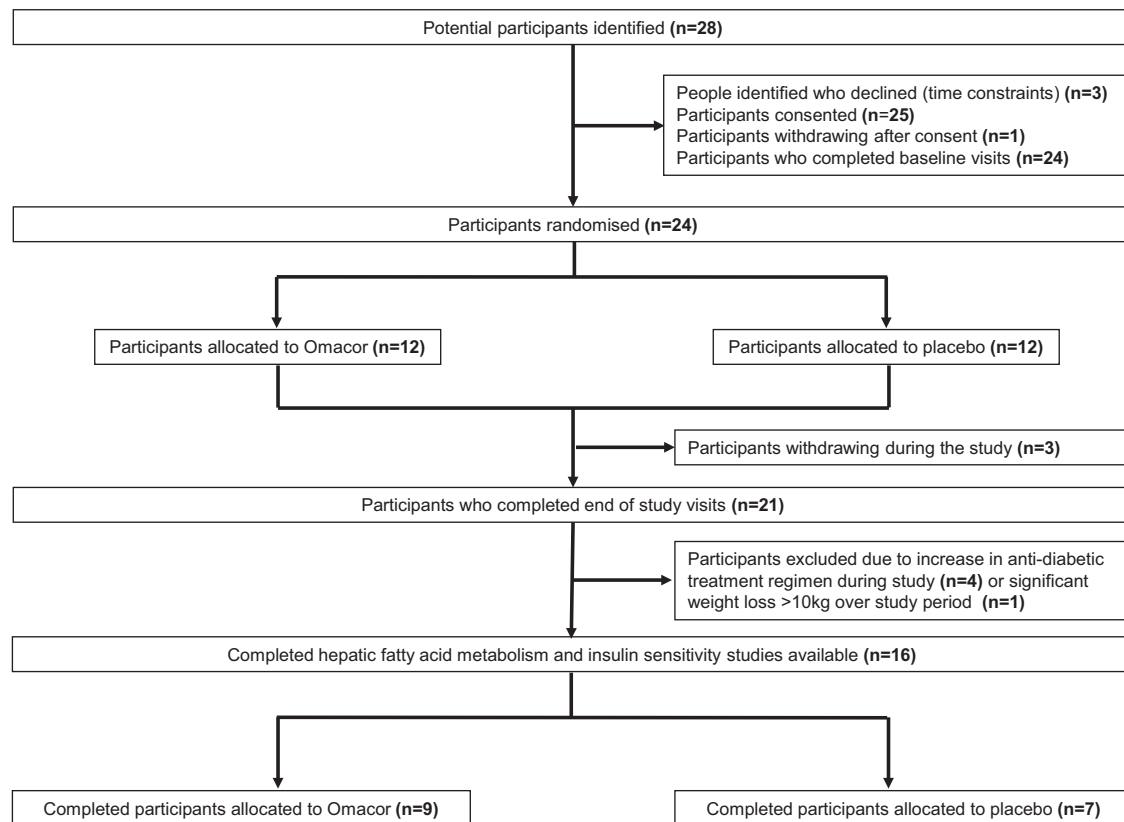 Potential participants identified (n=28)
People identified who declined (time constraints) (n=3)
Participants consented (n=25)
Participants withdrawing after consent (n=1)
Participants who completed baseline visits (n=24)
Participants randomised (n=24)
Participants allocated to Omacor (n=12)
Participants allocated to placebo (n=12)
Participants withdrawing during the study (n=3)
Participants who completed end of study visits (n=21)
Participants excluded due to increase in anti-diabetic
treatment regimen during study (n=4) or significant
weight loss >10kg over study period (n=1)
Completed hepatic fatty acid metabolism and insulin sensitivity studies available (n=16)
Completed participants allocated to Omacor (n=9)
Completed participants allocated to placebo (n=7)